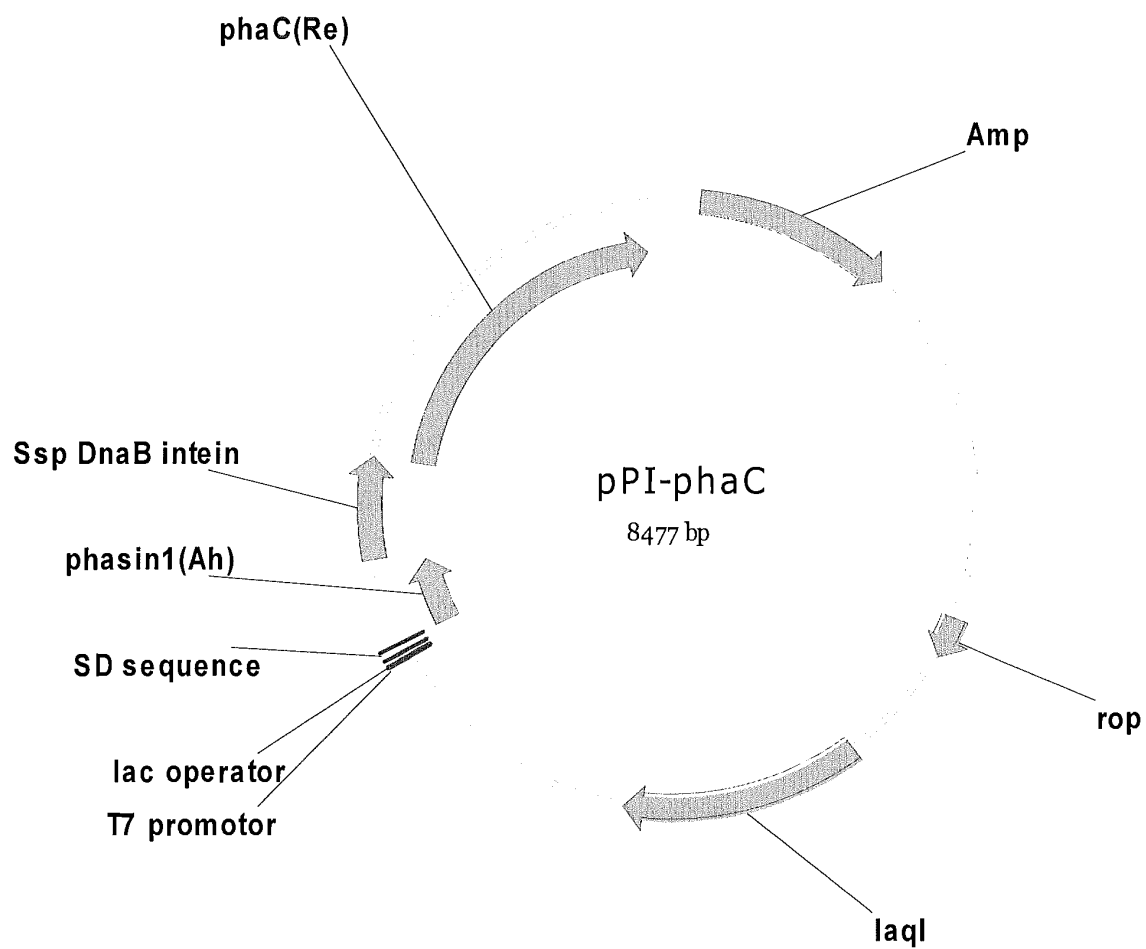 phaC(Re)
Amp
Ssp DnaB intein
pPI-phaC
8477 bp
phasin1(Ah)
SD sequence
rop
lac operator
T7 promotor
laqI